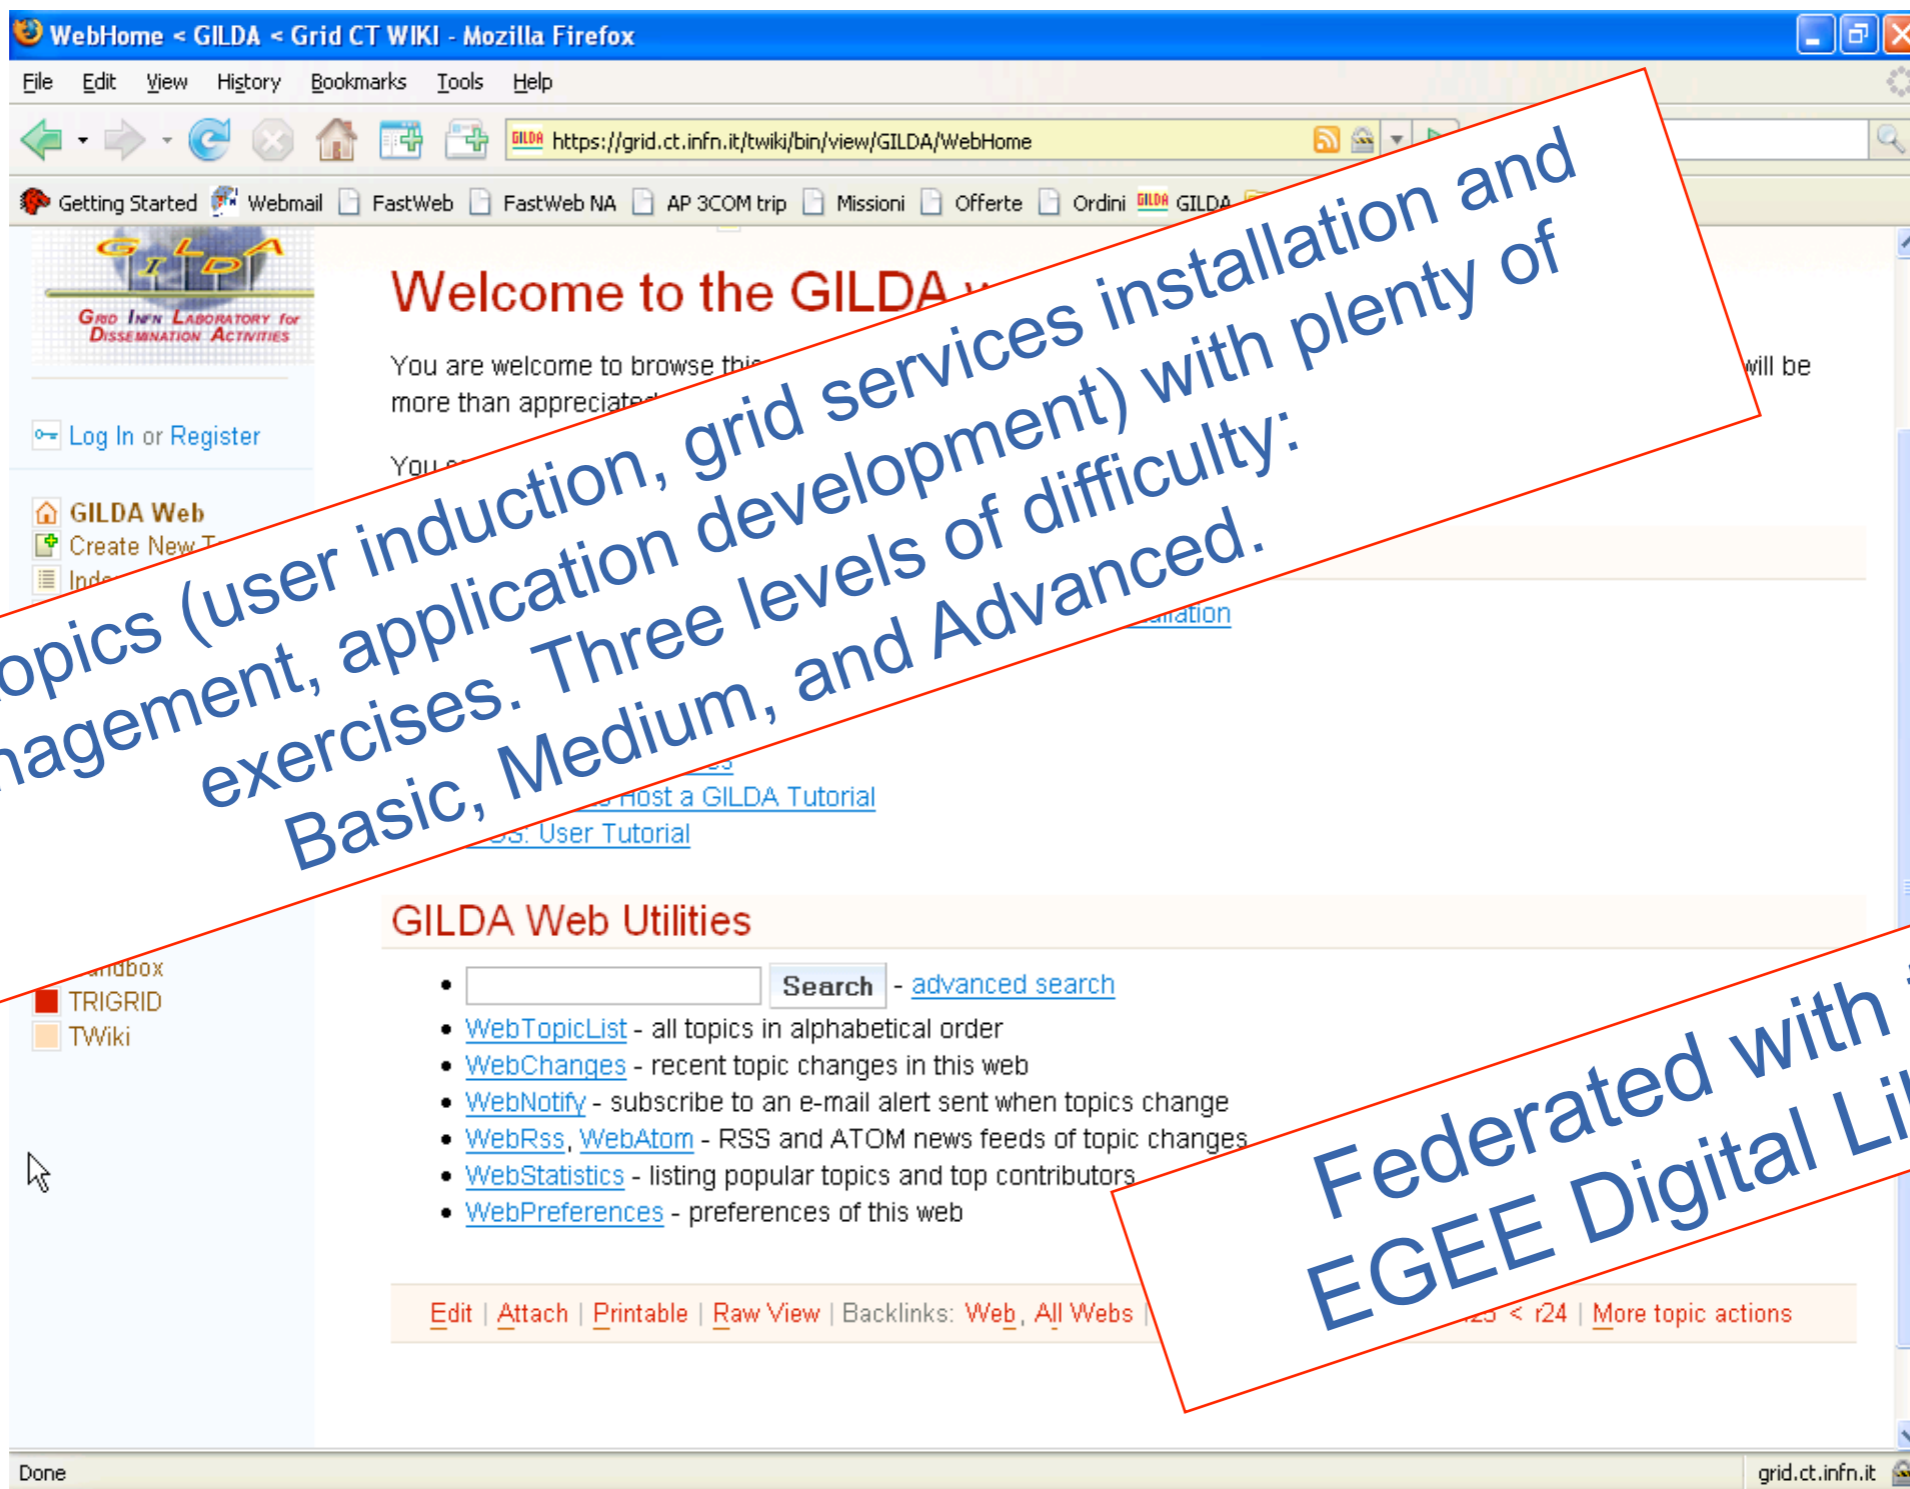 WebHome < GILDA < Grid CT WIKI - Mozilla Firefox
File Edit View History Bookmarks Tools Help
GILDA https://grid.ct.infn.it/twiki/bin/view/GILDA/WebHome
Getting Started Webmail FastWeb FastWeb NA AP 3COM trip Missioni Offerte Ordini GILDA GILDA
GILDA
GRID INFN LABORATORY for
DISSEMINATION ACTIVITIES
Log In or Register
GILDA Web
Create New
TRIGRID
TWiki
Welcome to the GILDA
You are welcome to browse this will be
more than appreciated
You
opics (user induction, grid services installation and
nagement, application development) with plenty of
exercises. Three levels of difficulty:
Basic, Medium, and Advanced.
Host a GILDA Tutorial
: User Tutorial
GILDA Web Utilities
Search - advanced search
• WebTopicList - all topics in alphabetical order
• WebChanges - recent topic changes in this web
• WebNotify - subscribe to an e-mail alert sent when topics change
• WebRss, WebAtom - RSS and ATOM news feeds of topic changes
• WebStatistics - listing popular topics and top contributors
• WebPreferences - preferences of this web
Federated with
EGEE Digital Li
Edit | Attach | Printable | Raw View | Backlinks: Web, All Webs | < r24 | More topic actions
Done grid.ct.infn.it